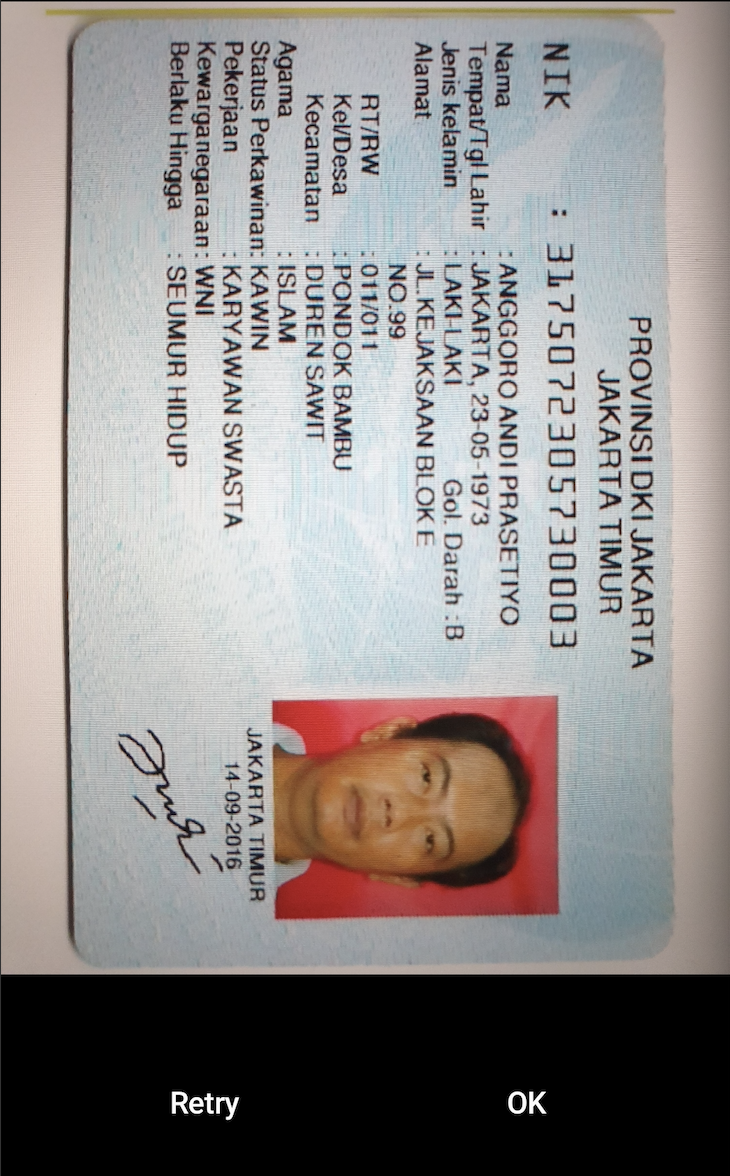 PROVINSI DKI JAKARTA
JAKARTA TIMUR
NIK : 3175072305730003
Nama : ANGGORO ANDI PRASETIYO
Tempat/Tgl Lahir : JAKARTA, 23-05-1973
Jenis kelamin : LAKI-LAKI Gol. Darah : B
Alamat : JL. KEJAKSAAN BLOK E
NO.99
RT/RW : 011/011
Kel/Desa : PONDOK BAMBU
Kecamatan : DUREN SAWIT
Agama : ISLAM
Status Perkawinan: KAWIN
Pekerjaan : KARYAWAN SWASTA
Kewarganegaraan: WNI
Berlaku Hingga : SEUMUR HIDUP
JAKARTA TIMUR
14-09-2016
Retry OK